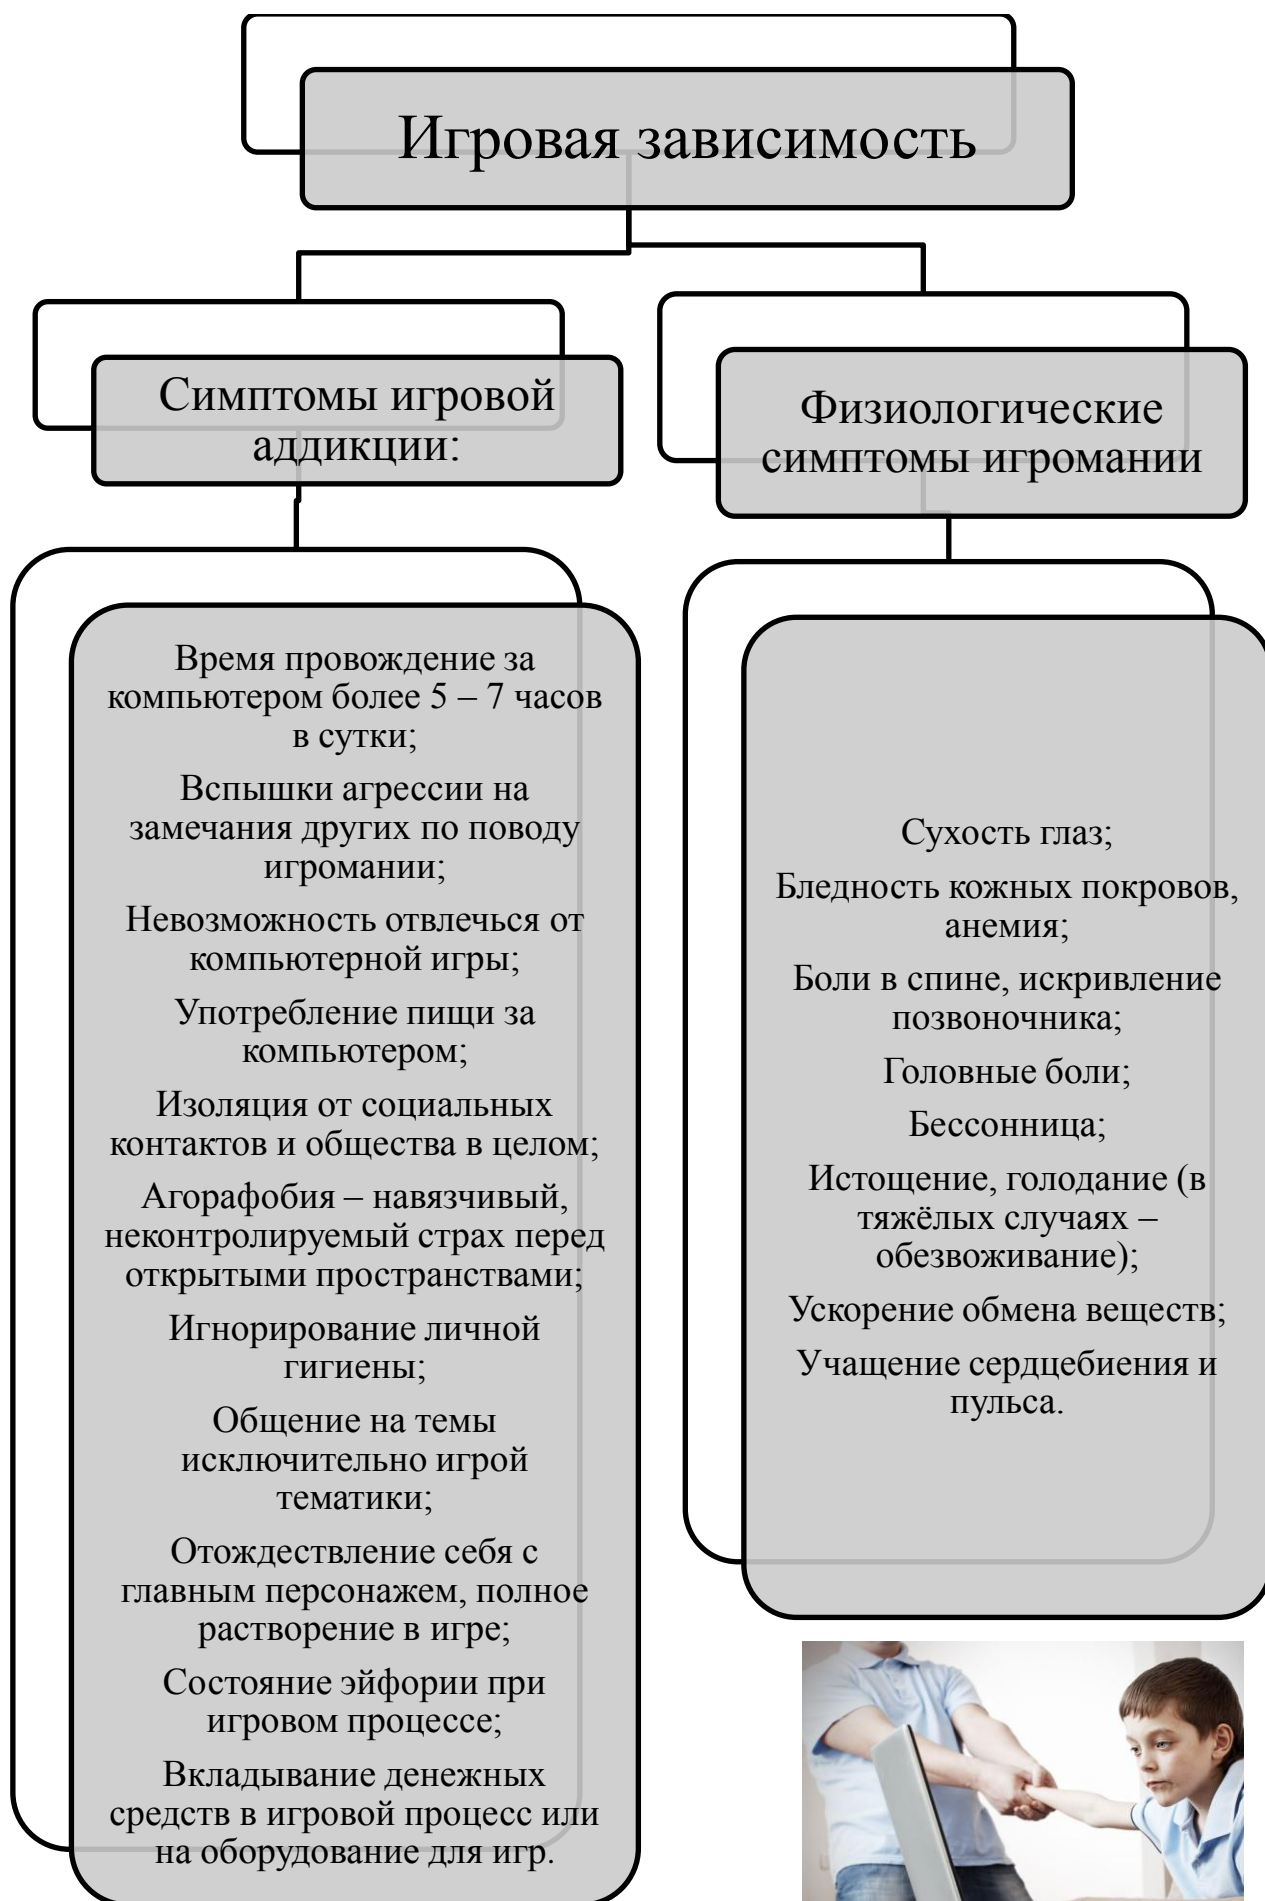 Игровая зависимость
Симптомы игровой
аддикции:
Время провождение за
компьютером более 5 – 7 часов
в сутки;
Вспышки агрессии на
замечания других по поводу
игромании;
Невозможность отвлечься от
компьютерной игры;
Употребление пищи за
компьютером;
Изоляция от социальных
контактов и общества в целом;
Агорафобия – навязчивый,
неконтролируемый страх перед
открытыми пространствами;
Игнорирование личной
гигиены;
Общение на темы
исключительно игрой
тематики;
Отождествление себя с
главным персонажем, полное
растворение в игре;
Состояние эйфории при
игровом процессе;
Вкладывание денежных
средств в игровой процесс или
на оборудование для игр.
Физиологические
симптомы игромании
Сухость глаз;
Бледность кожных покровов,
анемия;
Боли в спине, искривление
позвоночника;
Головные боли;
Бессонница;
Истощение, голодание (в
тяжёлых случаях –
обезвоживание);
Ускорение обмена веществ;
Учащение сердцебиения и
пульса.